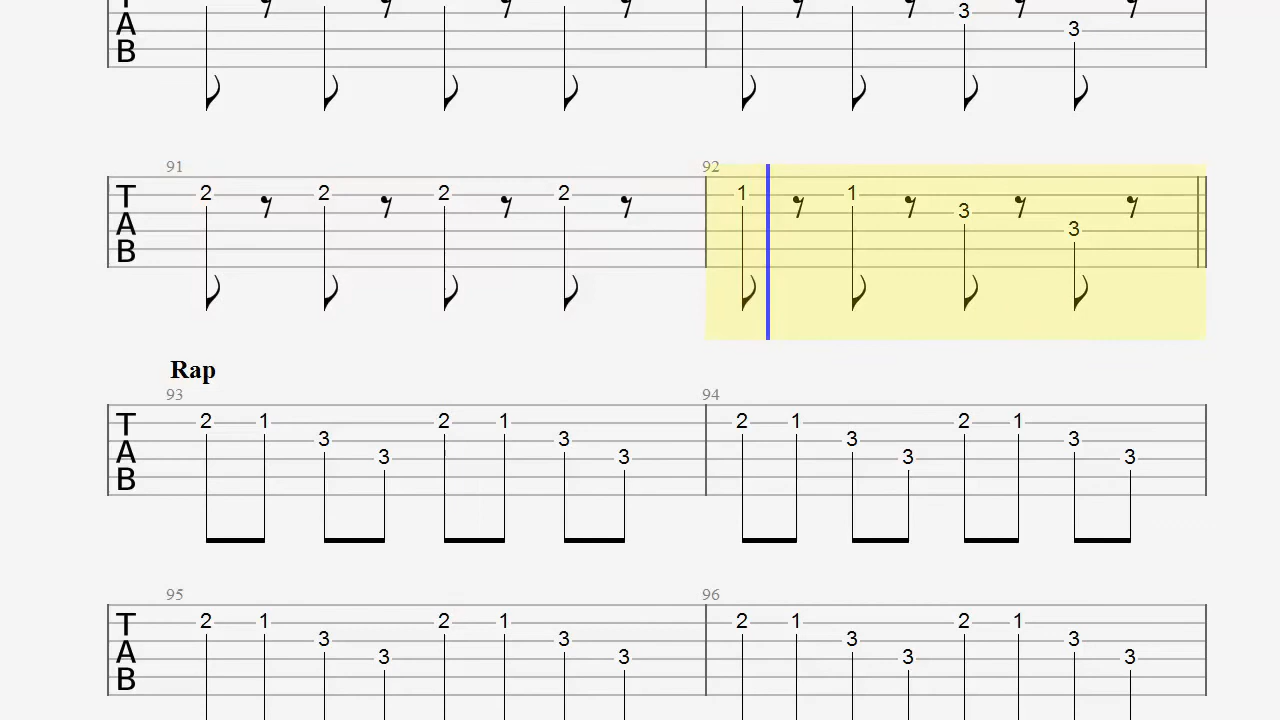 T
A 3
B 3
91 92
T 2 2 2 2 1 1
A 3
B 3
Rap
93 94
T 2 1 2 1 2 1 2 1
A 3 3 3 3
B 3 3 3 3
95 96
T 2 1 2 1 2 1 2 1
A 3 3 3 3
B 3 3 3 3